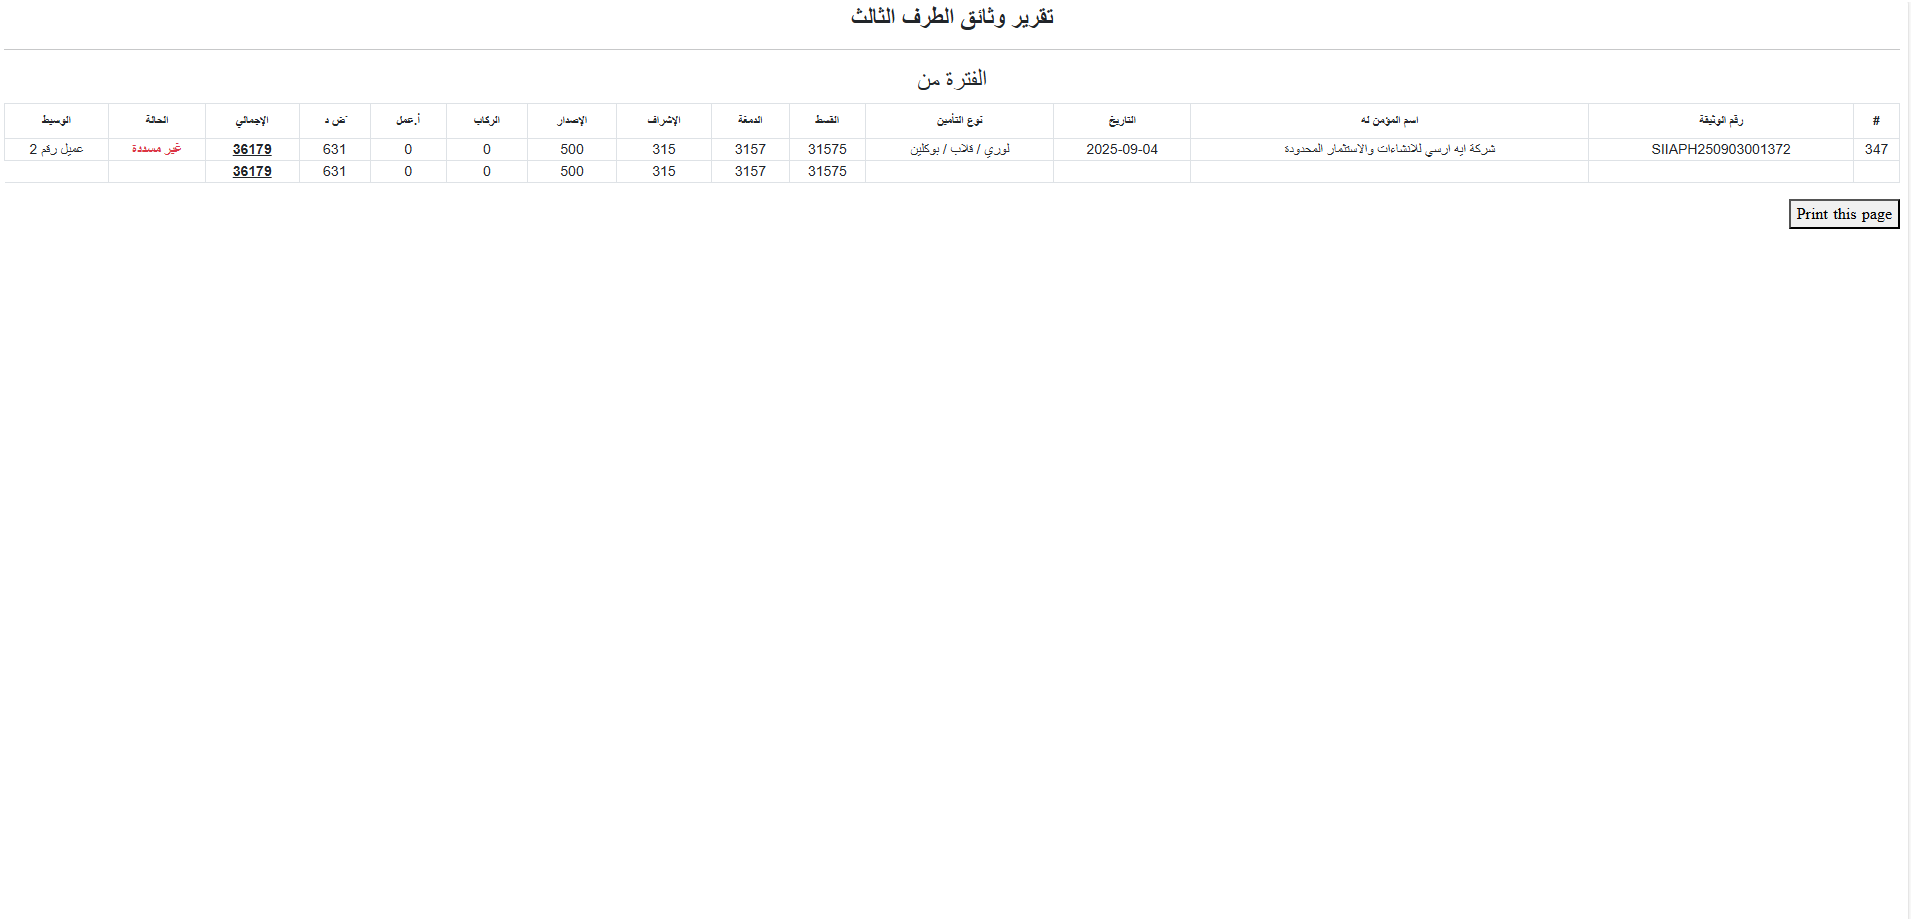 تقرير وثائق الطرف الثالث
الفترة من
# رقم الوثيقة اسم المؤمن له التاريخ نوع التأمين القسط الدمغة الإشراف الإصدار الركاب أ.عمل ض د الإجمالي الحالة الوسيط
347 SIIAPH250903001372 شركة ايه ارسي للانشاءات والاستثمار المحدودة 2025-09-04 لوري / قلاب / بوكلين 31575 3157 315 500 0 0 631 36179 غير مسددة عميل رقم 2
31575 3157 315 500 0 0 631 36179
Print this page